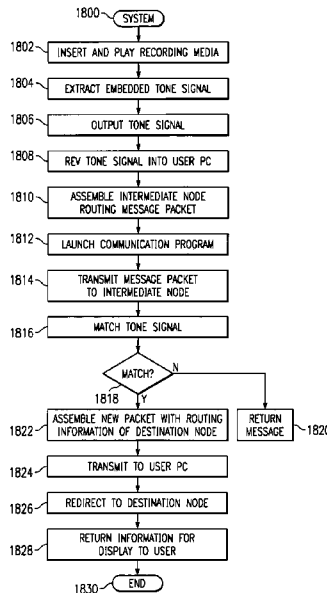 1800
SYSTEM
1802
INSERT AND PLAY RECORDING MEDIA
1804
EXTRACT EMBEDDED TONE SIGNAL
1806
OUTPUT TONE SIGNAL
1808
REV TONE SIGNAL INTO USER PC
1810
ASSEMBLE INTERMEDIATE NODE
ROUTING MESSAGE PACKET
1812
LAUNCH COMMUNICATION PROGRAM
1814
TRANSMIT MESSAGE PACKET
TO INTERMEDIATE NODE
1816
MATCH TONE SIGNAL
MATCH?
N
1818
Y
1822
ASSEMBLE NEW PACKET WITH ROUTING
INFORMATION OF DESTINATION NODE
RETURN
MESSAGE
1820
1824
TRANSMIT TO USER PC
1826
REDIRECT TO DESTINATION NODE
1828
RETURN INFORMATION FOR
DISPLAY TO USER
1830
END